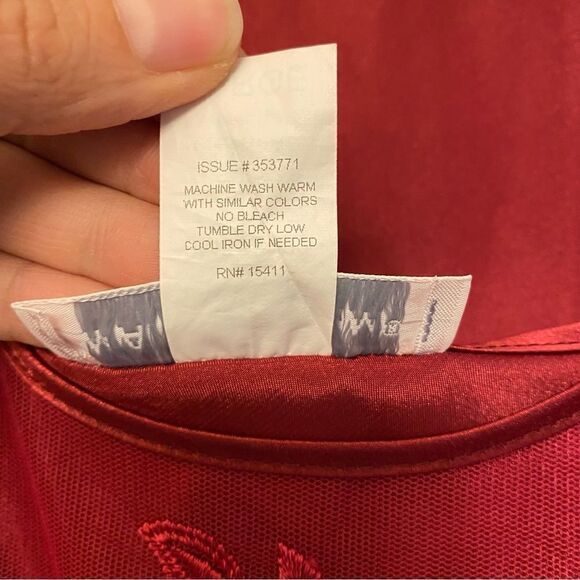 ISSUE # 353771
MACHINE WASH WARM
WITH SIMILAR COLORS
NO BLEACH
TUMBLE DRY LOW
COOL IRON IF NEEDED
RN# 15411